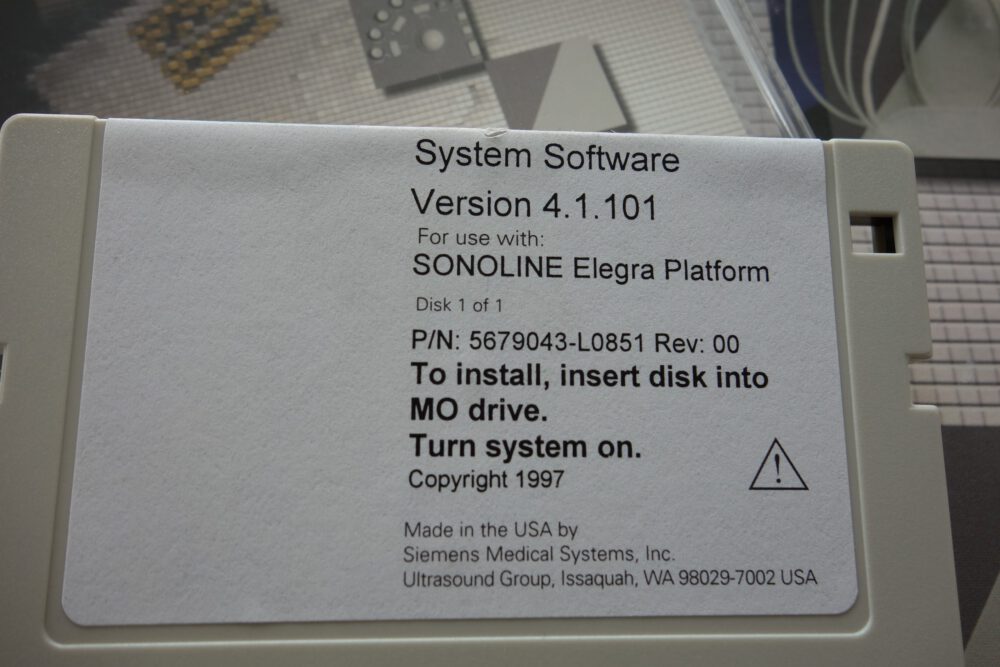 System Software
Version 4.1.101
For use with:
SONOLINE Elegra Platform
Disk 1 of 1
P/N: 5679043-L0851 Rev: 00
To install, insert disk into
MO drive.
Turn system on.
Copyright 1997
!
Made in the USA by
Siemens Medical Systems, Inc.
Ultrasound Group, Issaquah, WA 98029-7002 USA